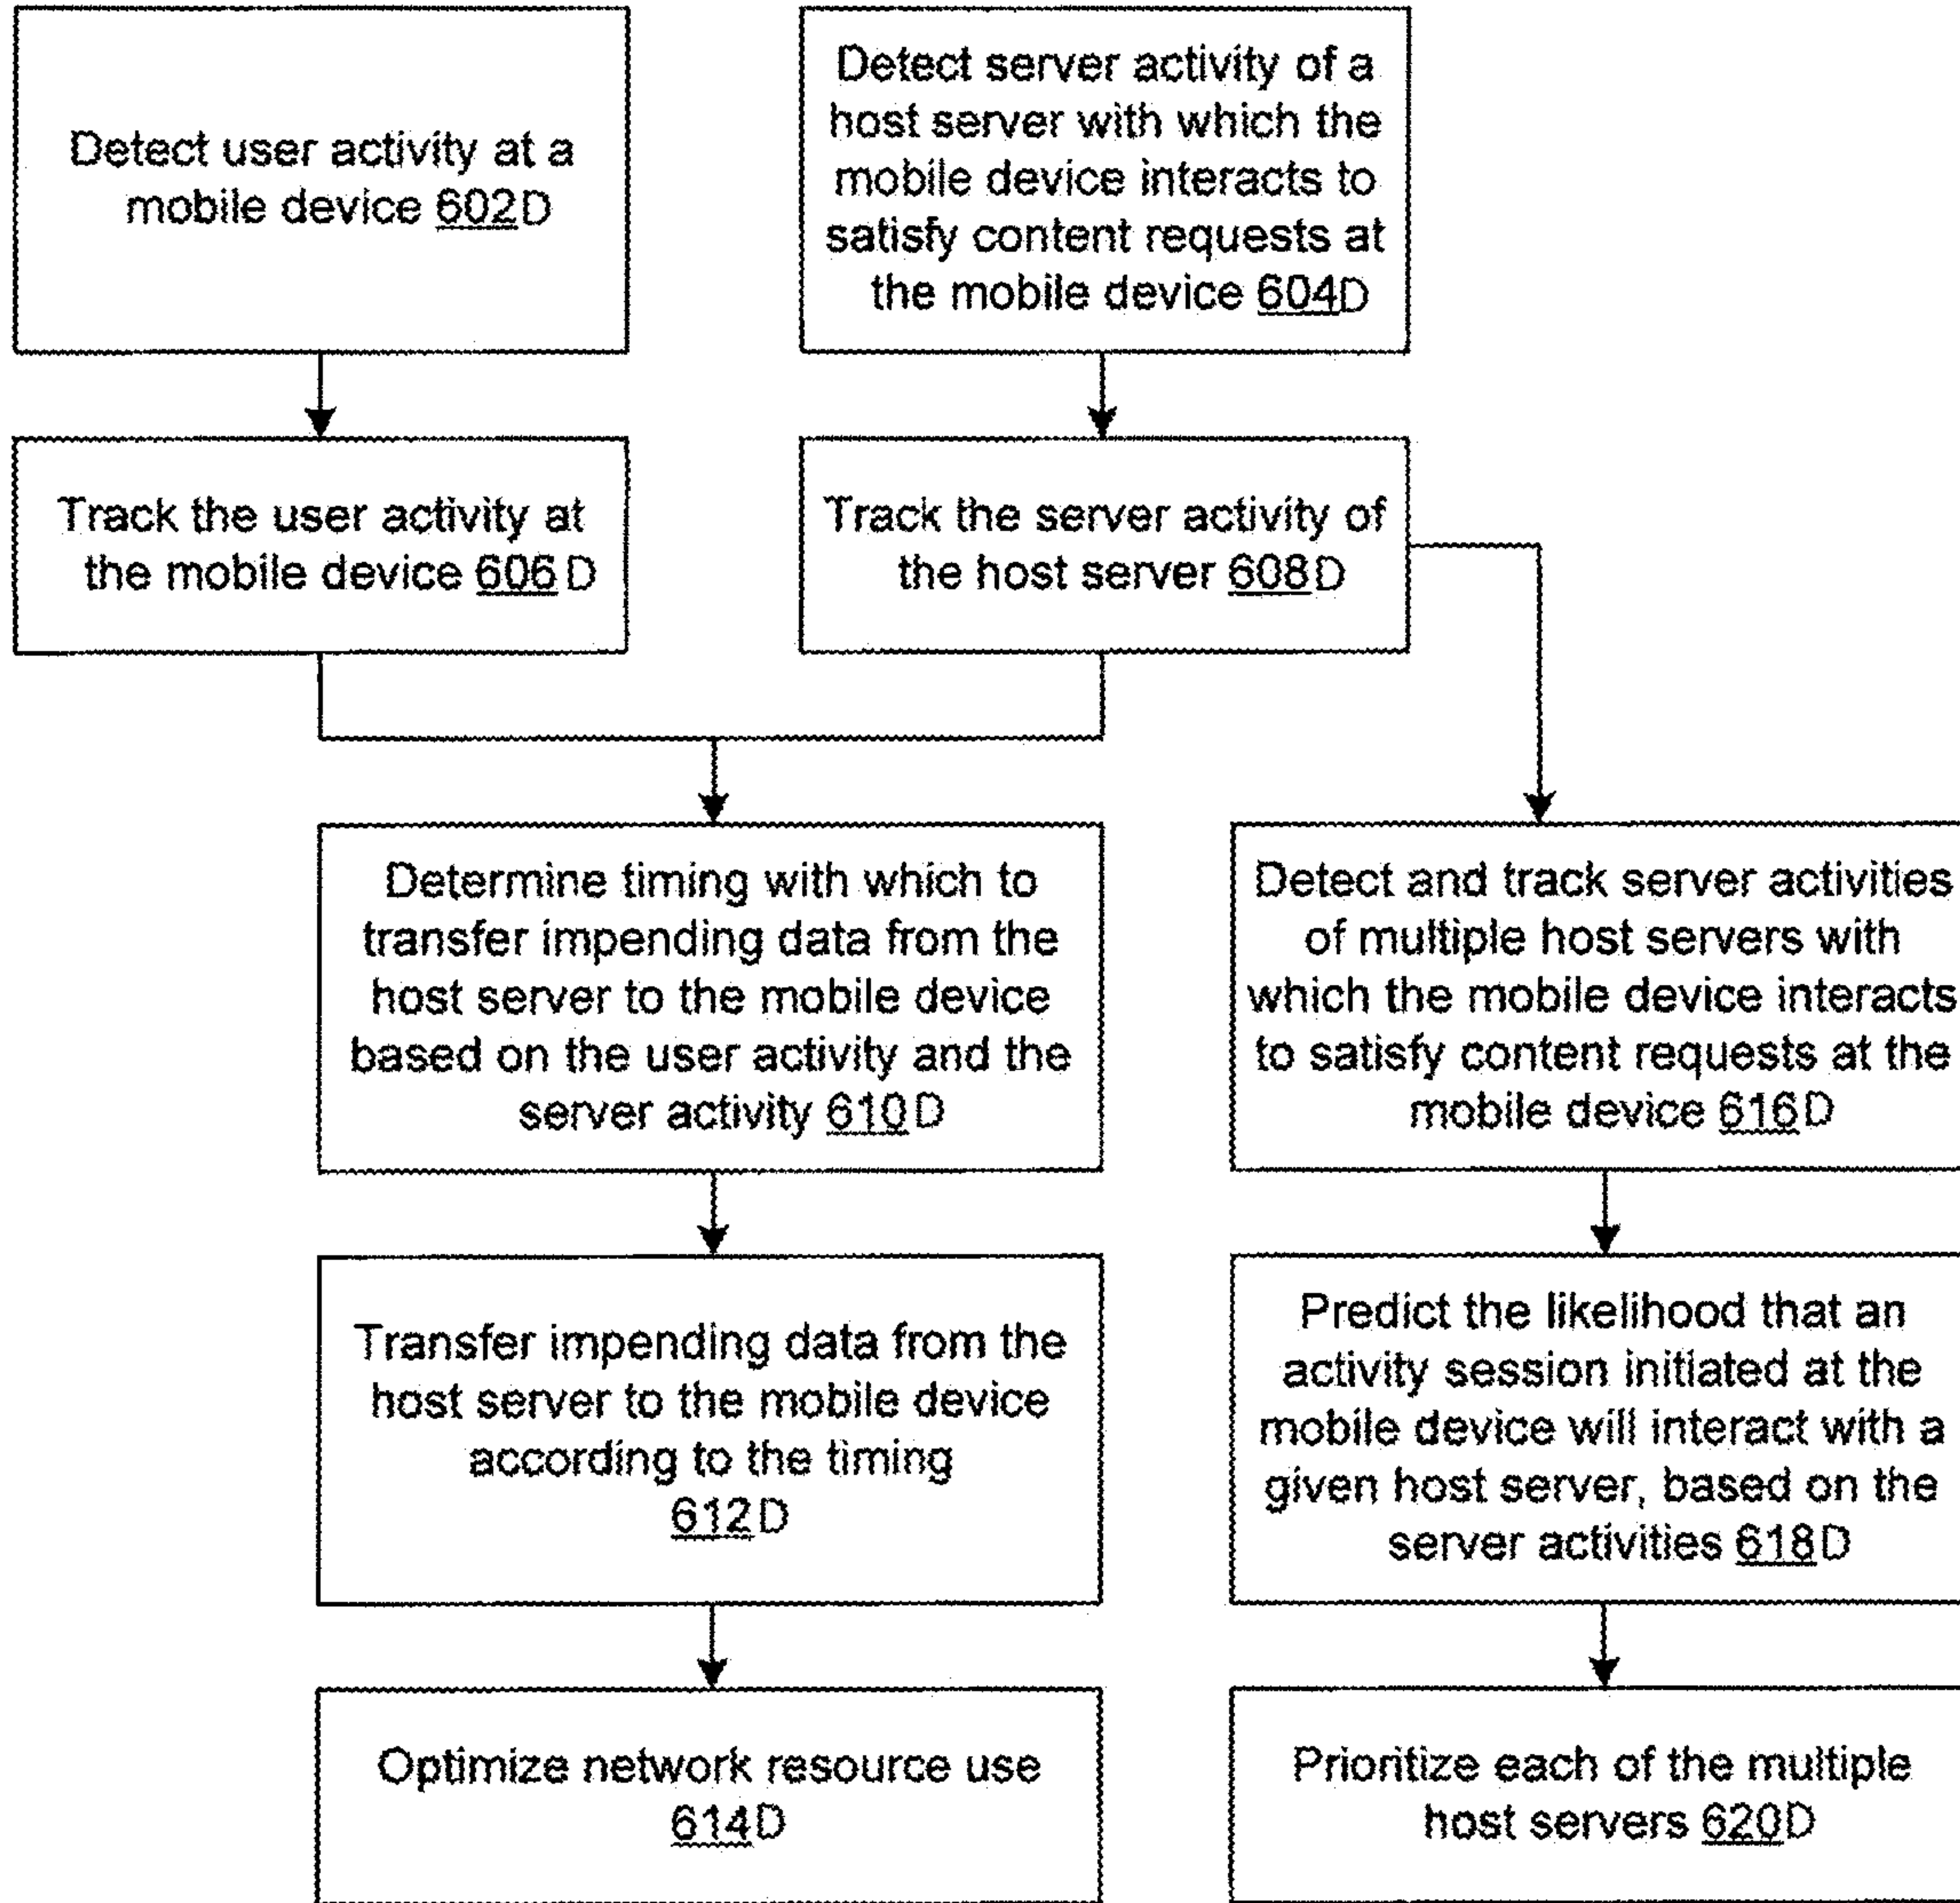 Detect user activity at a
mobile device 602D
Detect server activity of a
host server with which the
mobile device interacts to
satisfy content requests at
the mobile device 604D
Track the user activity at
the mobile device 606D
Track the server activity of
the host server 608D
Determine timing with which to
transfer impending data from the
host server to the mobile device
based on the user activity and the
server activity 610D
Detect and track server activities
of multiple host servers with
which the mobile device interacts
to satisfy content requests at the
mobile device 616D
Transfer impending data from the
host server to the mobile device
according to the timing
612D
Predict the likelihood that an
activity session initiated at the
mobile device will interact with a
given host server, based on the
server activities 618D
Optimize network resource use
614D
Prioritize each of the multiple
host servers 620D